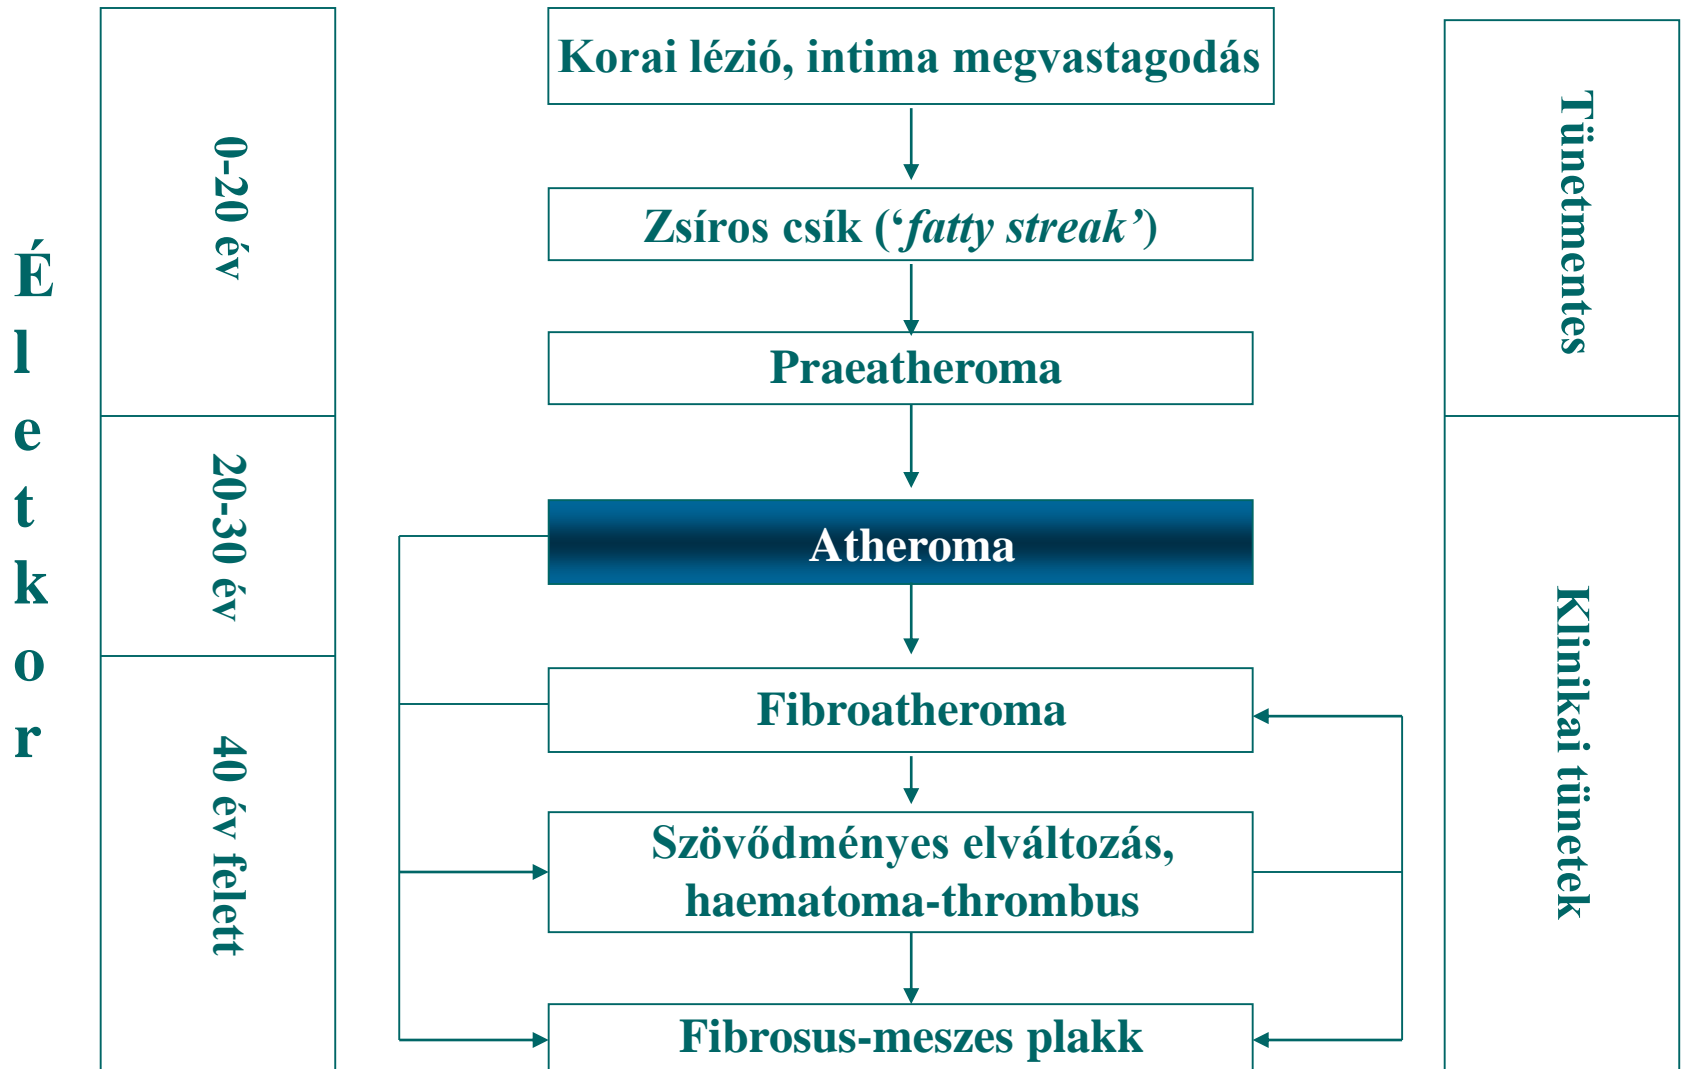 Életkor
0-20 év
20-30 év
40 év felett
Korai lézió, intima megvastagodás
Zsíros csík (‘fatty streak’)
Praeatheroma
Atheroma
Fibroatheroma
Szövődményes elváltozás,
haematoma-thrombus
Fibrosus-meszes plakk
Tünetmentes
Klinikai tünetek